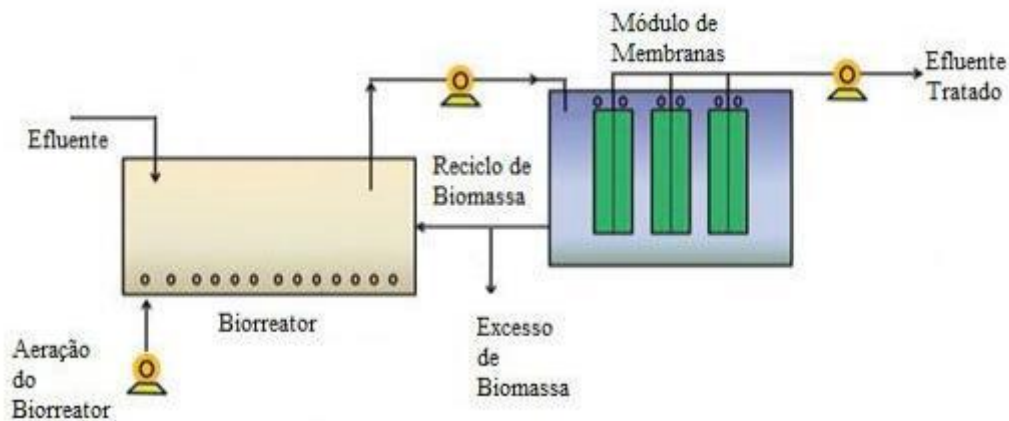 Módulo de
Membranas
Efluente
Tratado
Efluente
Reciclo de
Biomassa
Biorreator
Excesso
de
Biomassa
Aeração
do
Biorreator